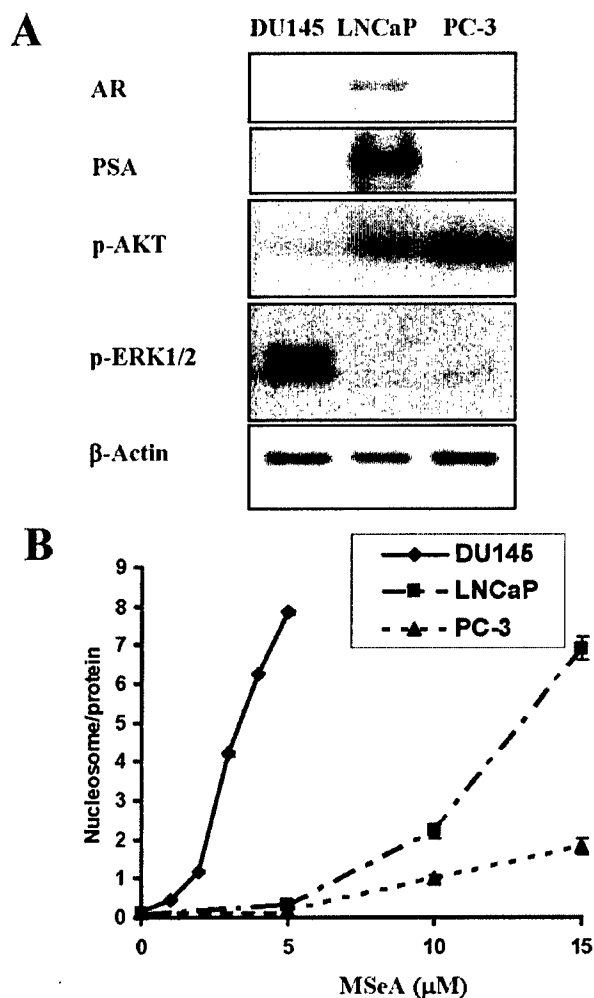 A
DU145 LNCaP PC-3
AR
PSA
p-AKT
p-ERK1/2
β-Actin
B
DU145
LNCaP
PC-3
Nucleosome/protein
9
8
7
6
5
4
3
2
1
0
0 5 10 15
MSeA (μM)